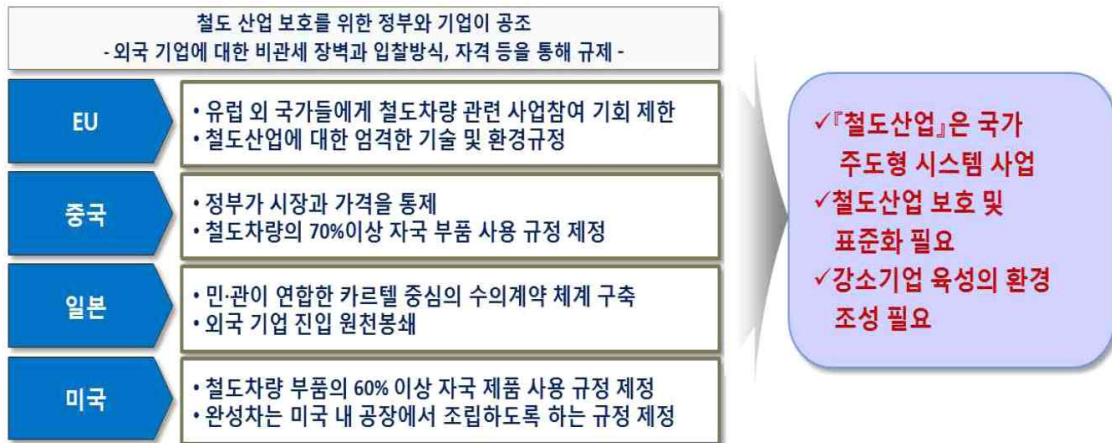 철도 산업 보호를 위한 정부와 기업이 공조
- 외국 기업에 대한 비관세 장벽과 입찰방식, 자격 등을 통해 규제 -
EU
• 유럽 외 국가들에게 철도차량 관련 사업참여 기회 제한
• 철도산업에 대한 엄격한 기술 및 환경규정
중국
• 정부가 시장과 가격을 통제
• 철도차량의 70%이상 자국 부품 사용 규정 제정
일본
• 민·관이 연합한 카르텔 중심의 수의계약 체계 구축
• 외국 기업 진입 원천봉쇄
미국
• 철도차량 부품의 60% 이상 자국 제품 사용 규정 제정
• 완성차는 미국 내 공장에서 조립하도록 하는 규정 제정
✓『철도산업』은 국가
주도형 시스템 사업
✓철도산업 보호 및
표준화 필요
✓강소기업 육성의 환경
조성 필요